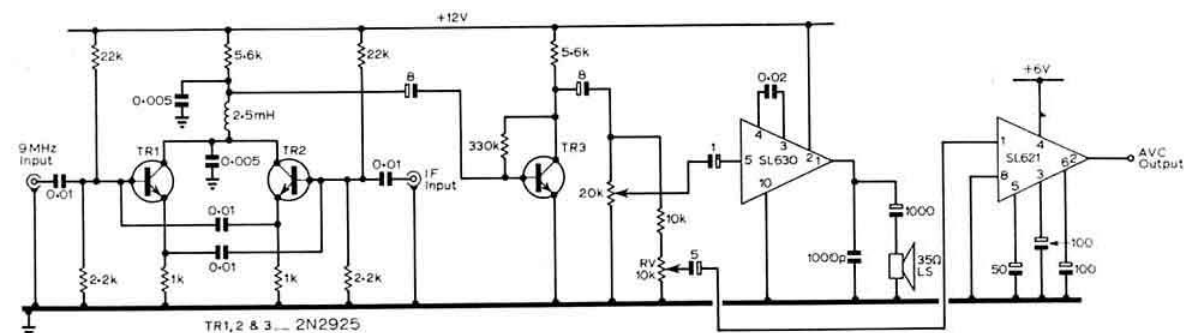 +12V
22k
5·6k
22k
5·6k
0·005
2·5mH
8
8
0·02
+6V
9MHz
Input
TR1
0·005
TR2
0·01
IF
Input
330k
TR3
20k
1
4
3
5
SL630
2
1
10
1
4
SL621
2
6
8
5
3
AVC
Output
0·01
0·01
0·01
10k
1000
1000p
35Ω
LS
100
50
100
2·2k
1k
1k
2·2k
RV
10k
5
TR1,2 & 3__ 2N2925